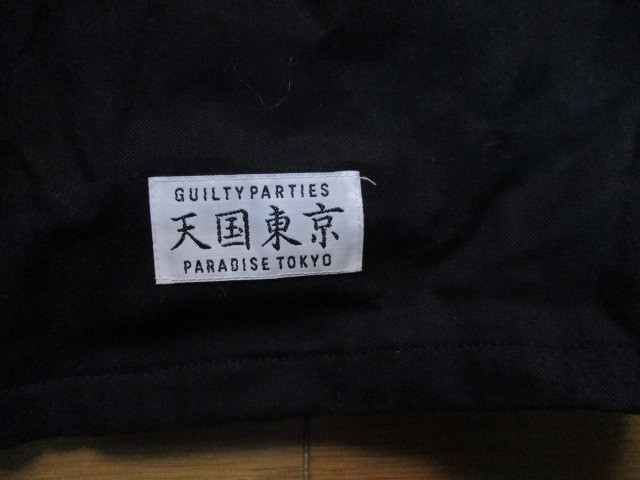 GUILTY PARTIES
天国東京
PARADISE TOKYO